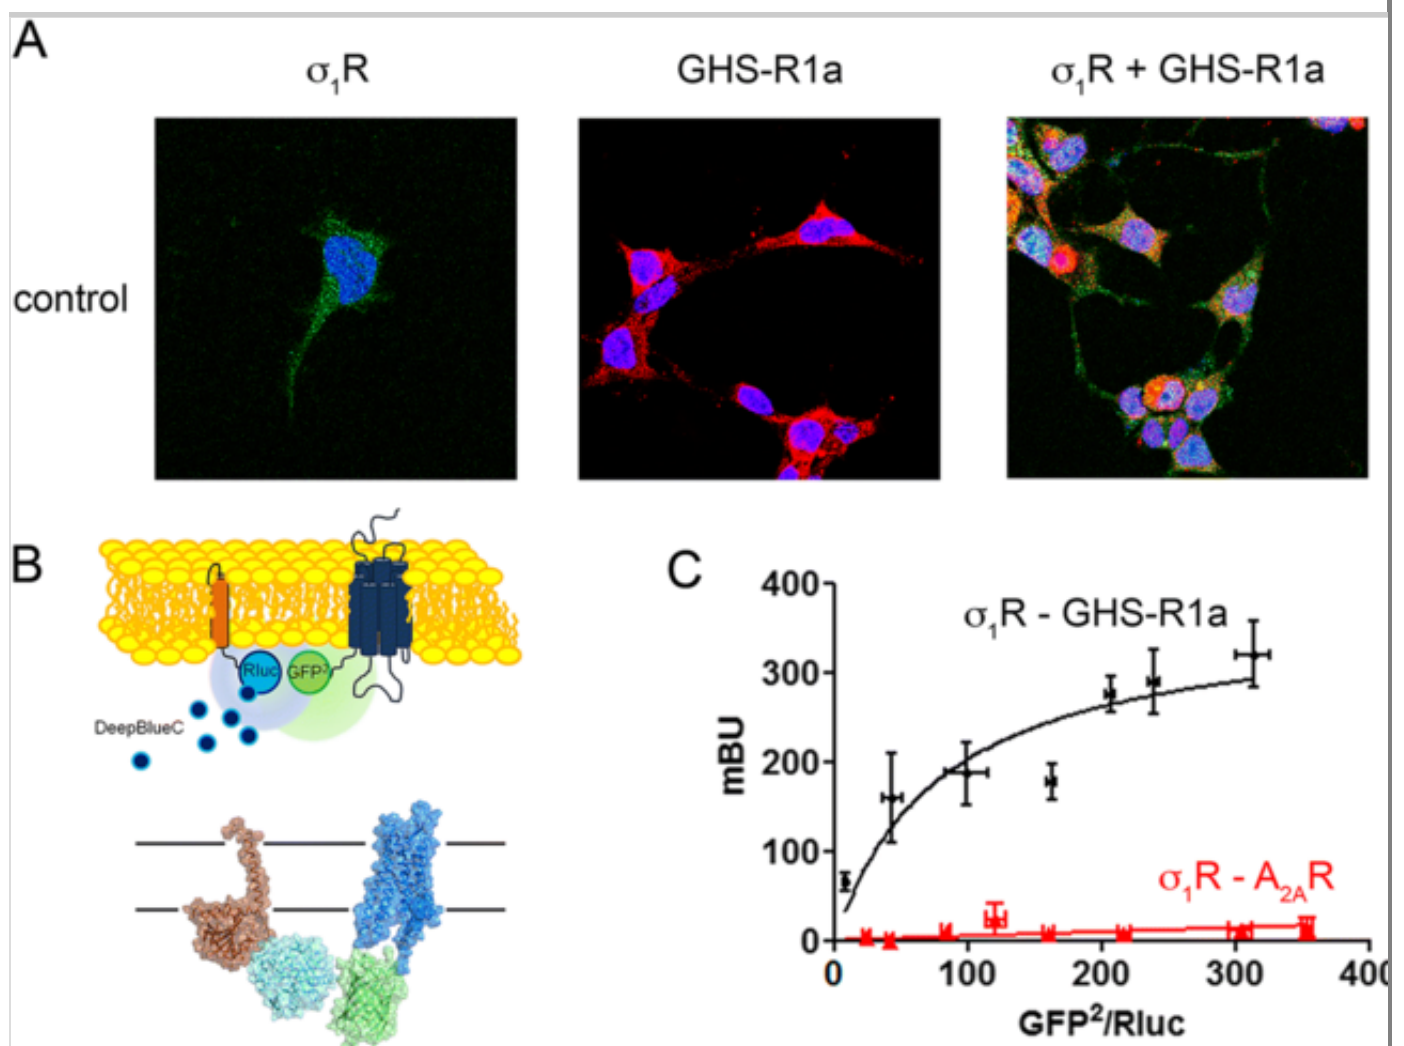 A
σ₁R
GHS-R1a
σ₁R + GHS-R1a
control
B
Rluc
GFP²
DeepBlueC
C
400
300
200
100
0
mBU
σ₁R - GHS-R1a
σ₁R - A₂ₐR
0 100 200 300 400
GFP²/Rluc